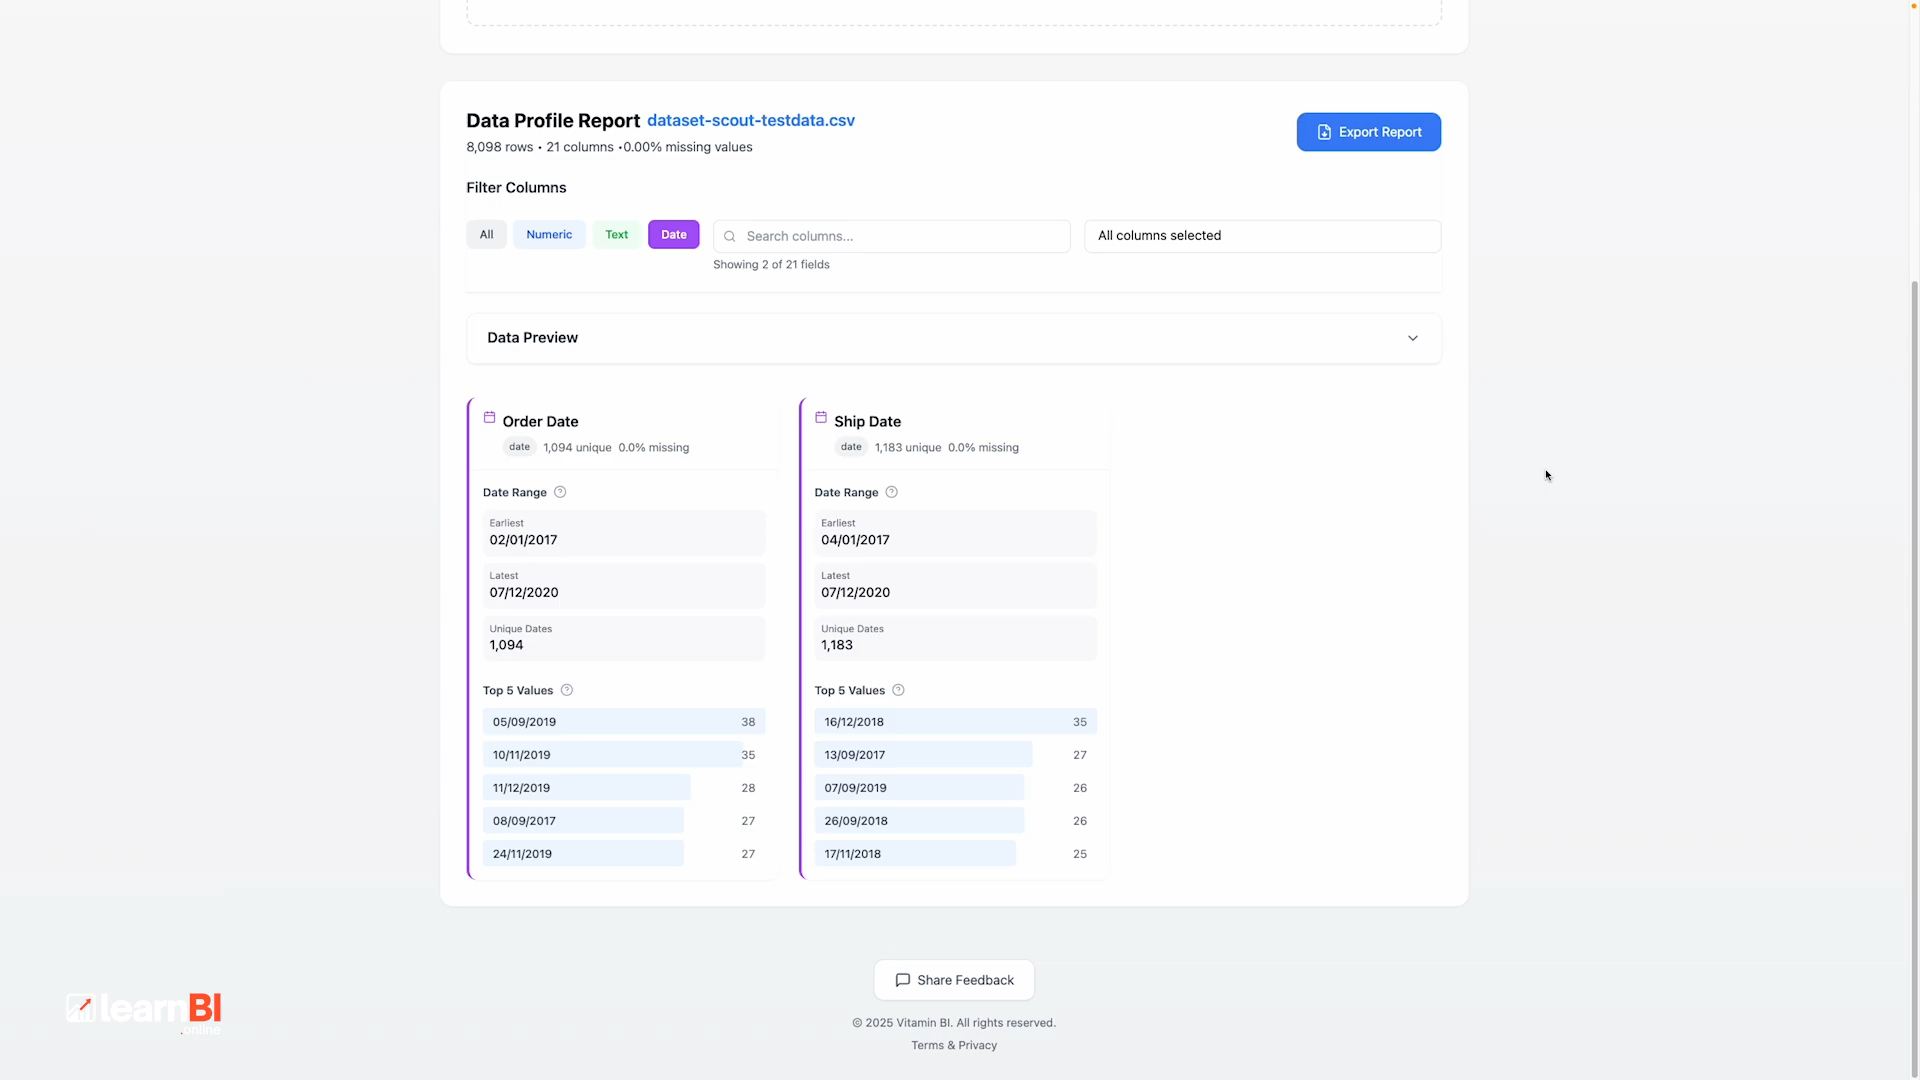 Data Profile Report dataset-scout-testdata.csv
8,098 rows • 21 columns •0.00% missing values
Export Report
Filter Columns
All
Numeric
Text
Date
Search columns...
All columns selected
Showing 2 of 21 fields
Data Preview
Order Date
date 1,094 unique 0.0% missing
Date Range
Earliest
02/01/2017
Latest
07/12/2020
Unique Dates
1,094
Top 5 Values
05/09/2019 38
10/11/2019 35
11/12/2019 28
08/09/2017 27
24/11/2019 27
Ship Date
date 1,183 unique 0.0% missing
Date Range
Earliest
04/01/2017
Latest
07/12/2020
Unique Dates
1,183
Top 5 Values
16/12/2018 35
13/09/2017 27
07/09/2019 26
26/09/2018 26
17/11/2018 25
Share Feedback
learnBI
.online
© 2025 Vitamin BI. All rights reserved.
Terms & Privacy